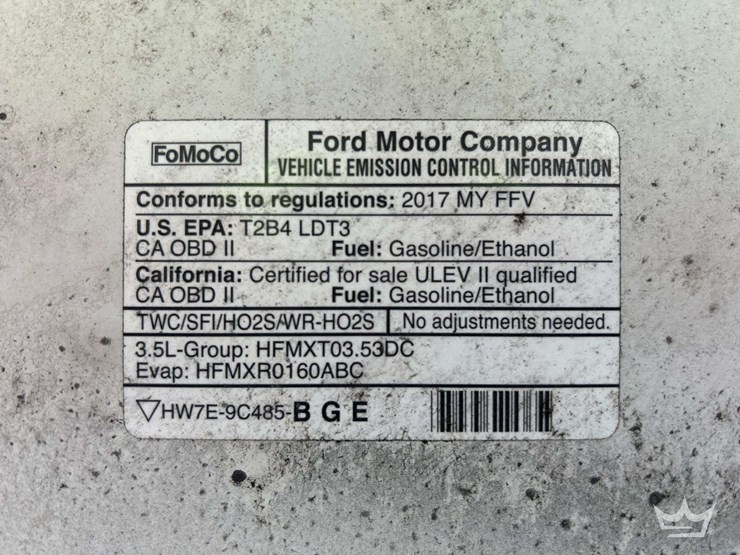 FoMoCo
Ford Motor Company
VEHICLE EMISSION CONTROL INFORMATION
Conforms to regulations: 2017 MY FFV
U.S. EPA: T2B4 LDT3
CA OBD II Fuel: Gasoline/Ethanol
California: Certified for sale ULEV II qualified
CA OBD II Fuel: Gasoline/Ethanol
TWC/SFI/HO2S/WR-HO2S No adjustments needed.
3.5L-Group: HFMXT03.53DC
Evap: HFMXR0160ABC
HW7E-9C485-B G E